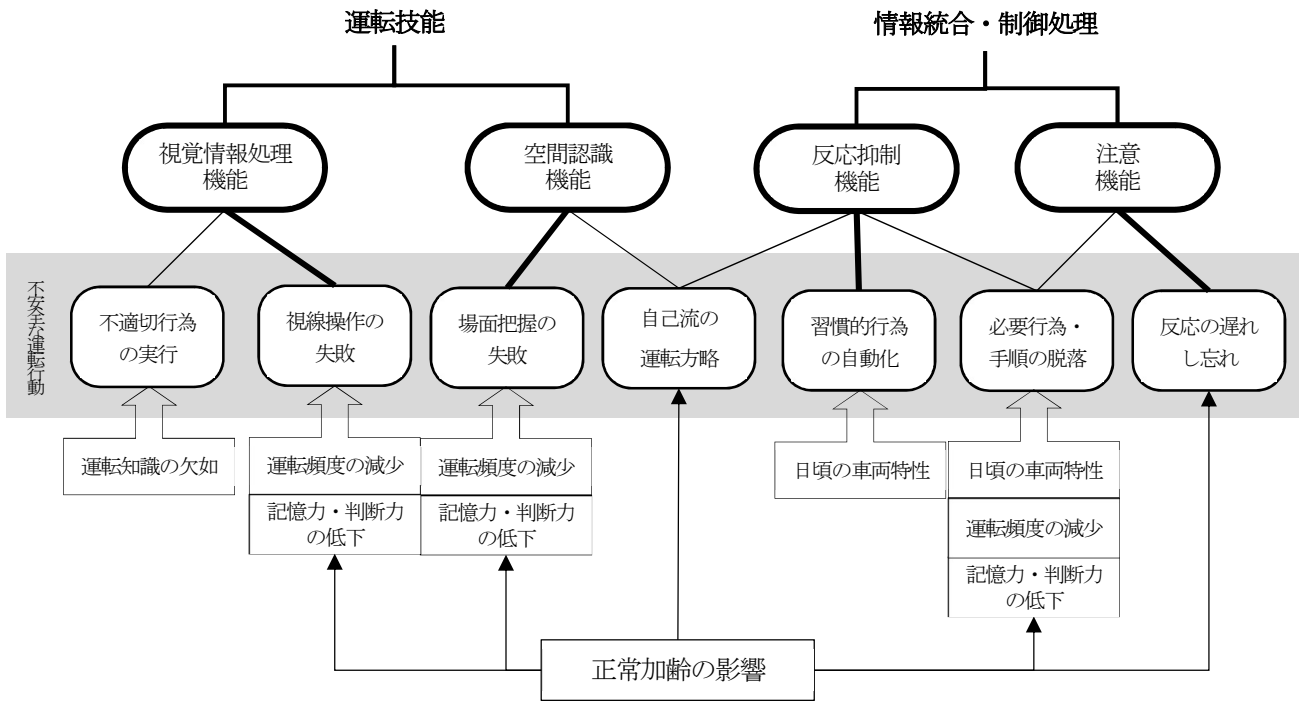 運転技能
情報統合・制御処理
視覚情報処理
機能
空間認識
機能
反応抑制
機能
注意
機能
不安全な運転行動
不適切行為
の実行
視線操作の
失敗
場面把握の
失敗
自己流の
運転方略
習慣的行為
の自動化
必要行為・
手順の脱落
反応の遅れ
し忘れ
運転知識の欠如
運転頻度の減少
記憶力・判断力
の低下
運転頻度の減少
記憶力・判断力
の低下
日頃の車両特性
日頃の車両特性
運転頻度の減少
記憶力・判断力
の低下
正常加齢の影響